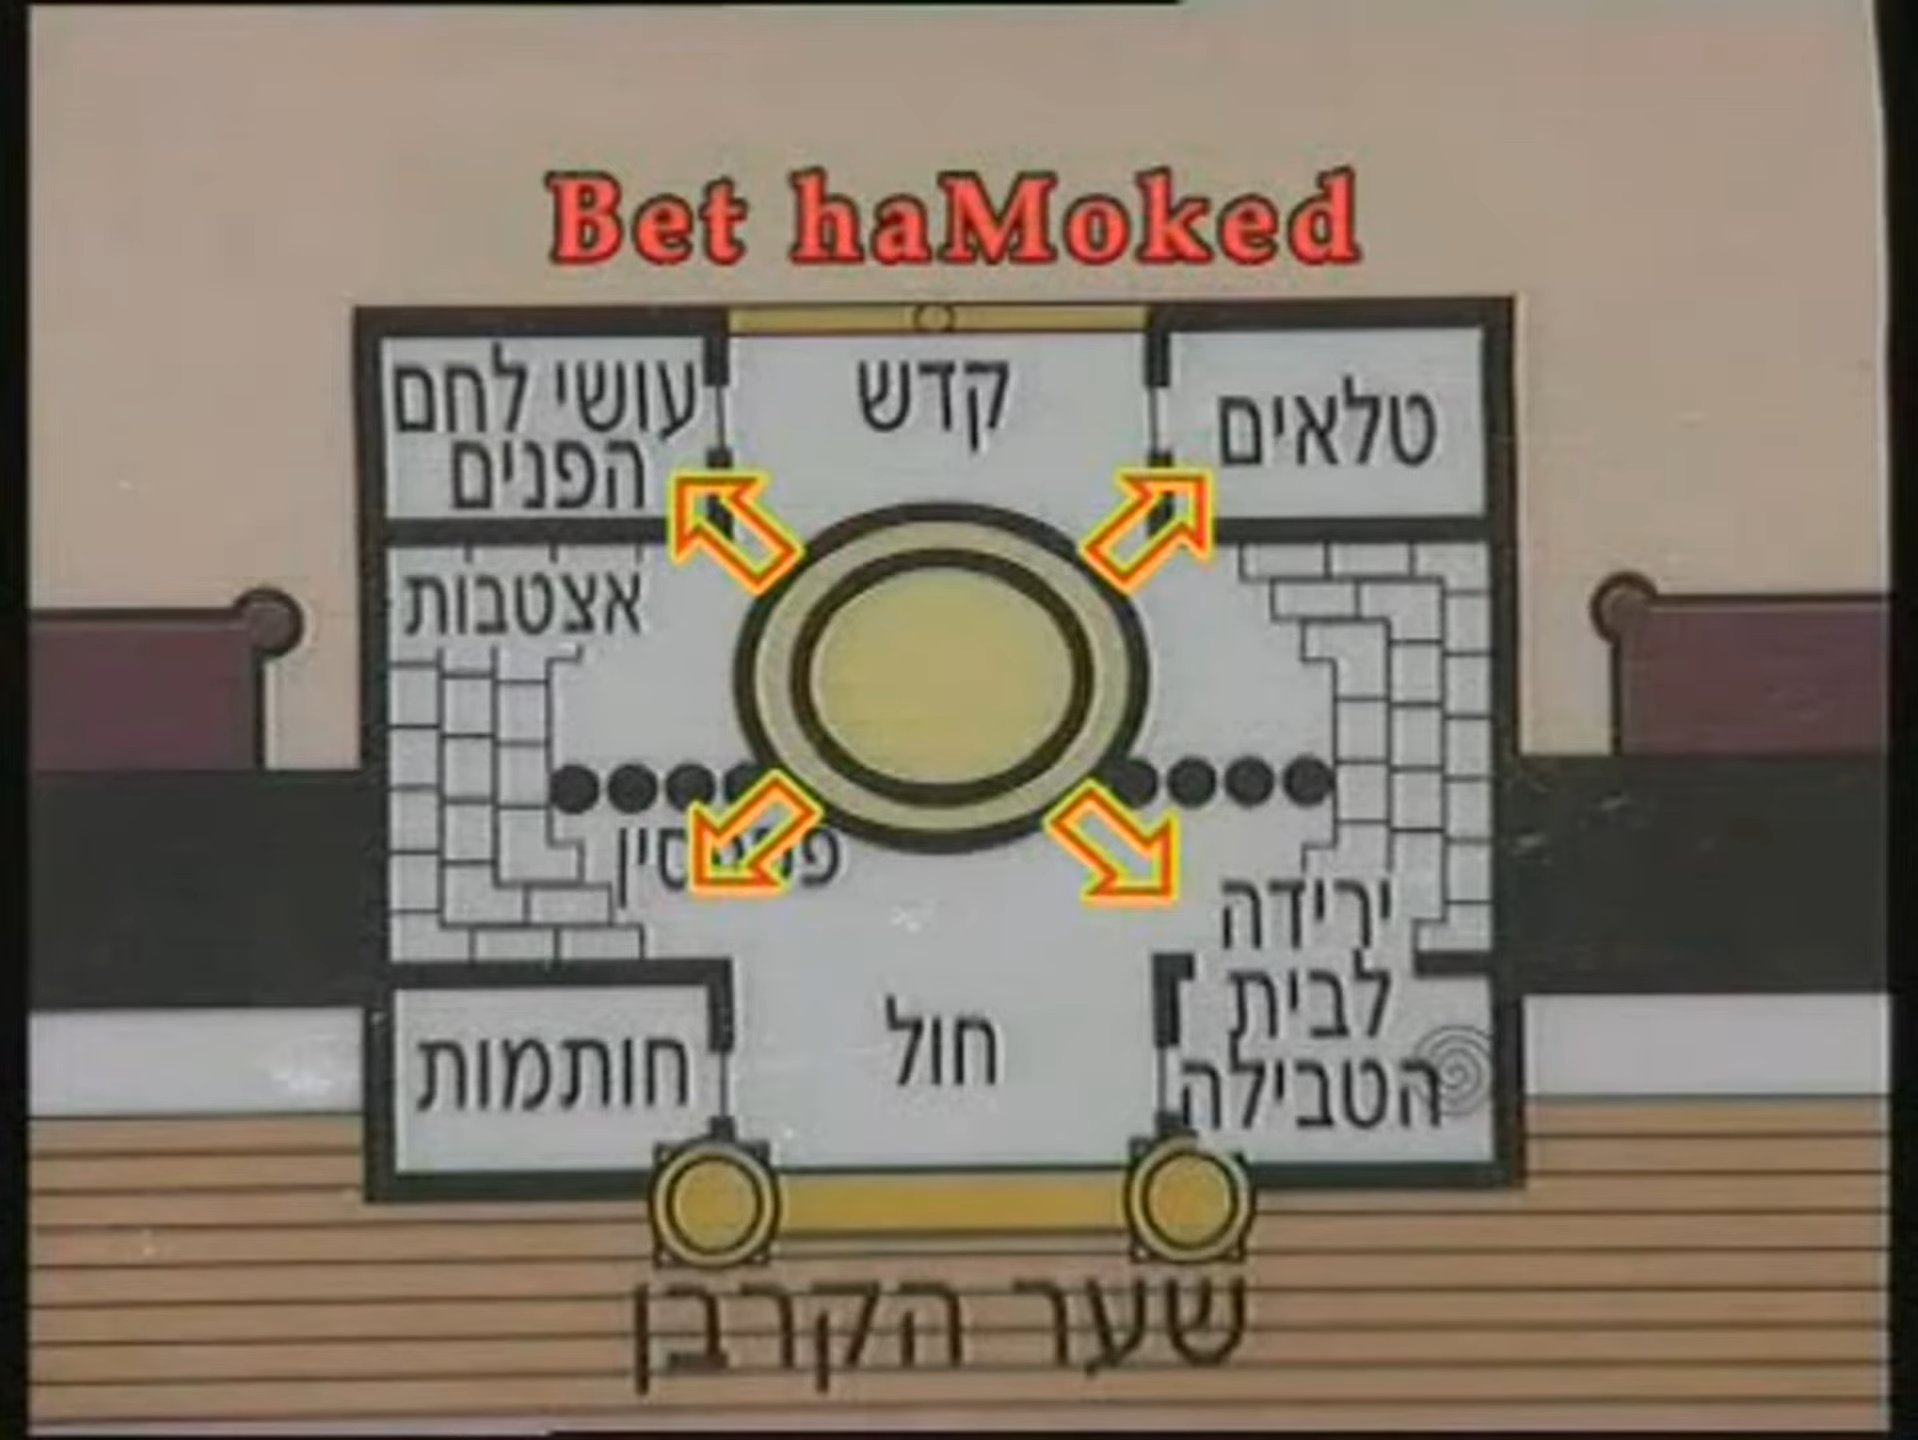 Bet haMoked
טלאים
קדש
עושי לחם
הפנים
אצטבות
ירידה
לבית
הטבילה
חול
חותמות
שער הקרבן